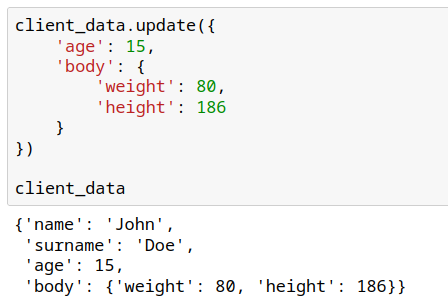 client_data.update({
    'age': 15,
    'body': {
        'weight': 80,
        'height': 186
    }
})

client_data
{'name': 'John',
 'surname': 'Doe',
 'age': 15,
 'body': {'weight': 80, 'height': 186}}